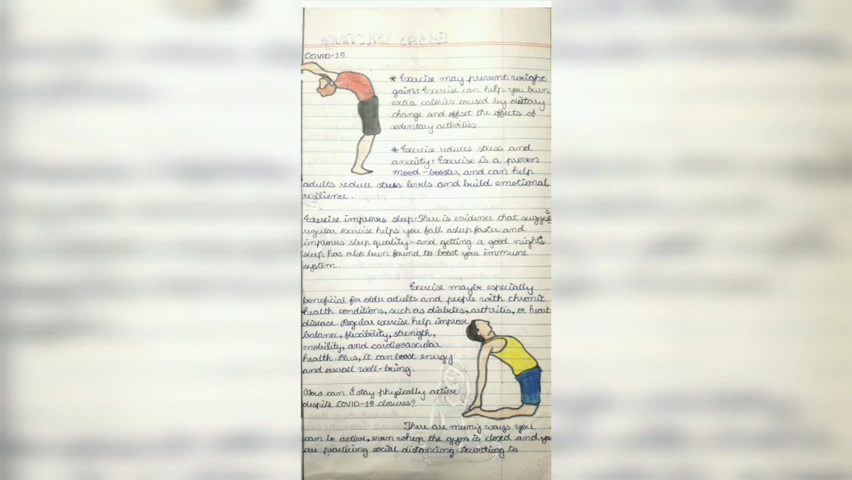 COVID-19.
* Exercise may prevent weight
gain: Exercise can help you burn
extra calories caused by dietary
change and offset the effects of
sedentary activities.
* Exercise reduces stress and
anxiety: Exercise is a proven
mood-booster and can help
adults reduce stress levels and build emotional
resilience.
Exercise improves sleep: There is evidence that suggests
regular exercise helps you fall asleep faster and
improves sleep quality-and getting a good night's
sleep has also been found to boost your immune
system.
Exercise maybe especially
beneficial for older adults and people with chronic
health conditions, such as diabetes, arthritis, or heart
disease. Regular exercise help improve
balance, flexibility, strength,
mobility, and cardiovascular
health. Plus, it can boost energy
and overall well-being.
How can I stay physically active
despite COVID-19 closures?
There are many ways you
can be active, even when the gym is closed and you
are practicing social distancing. According to